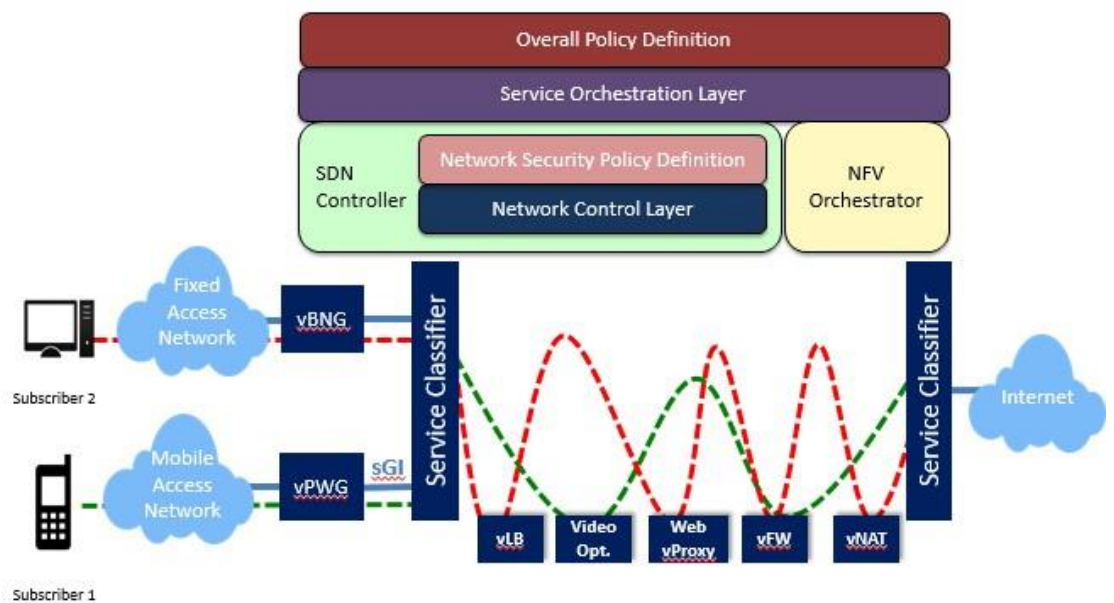 Overall Policy Definition
Service Orchestration Layer
SDN
Controller
Network Security Policy Definition
Network Control Layer
NFV
Orchestrator
Fixed
Access
Network
vBNG
Service Classifier
Service Classifier
Internet
Subscriber 2
Mobile
Access
Network
vPWG
sGI
vLB
Video
Opt.
Web
vProxy
vFW
vNAT
Subscriber 1